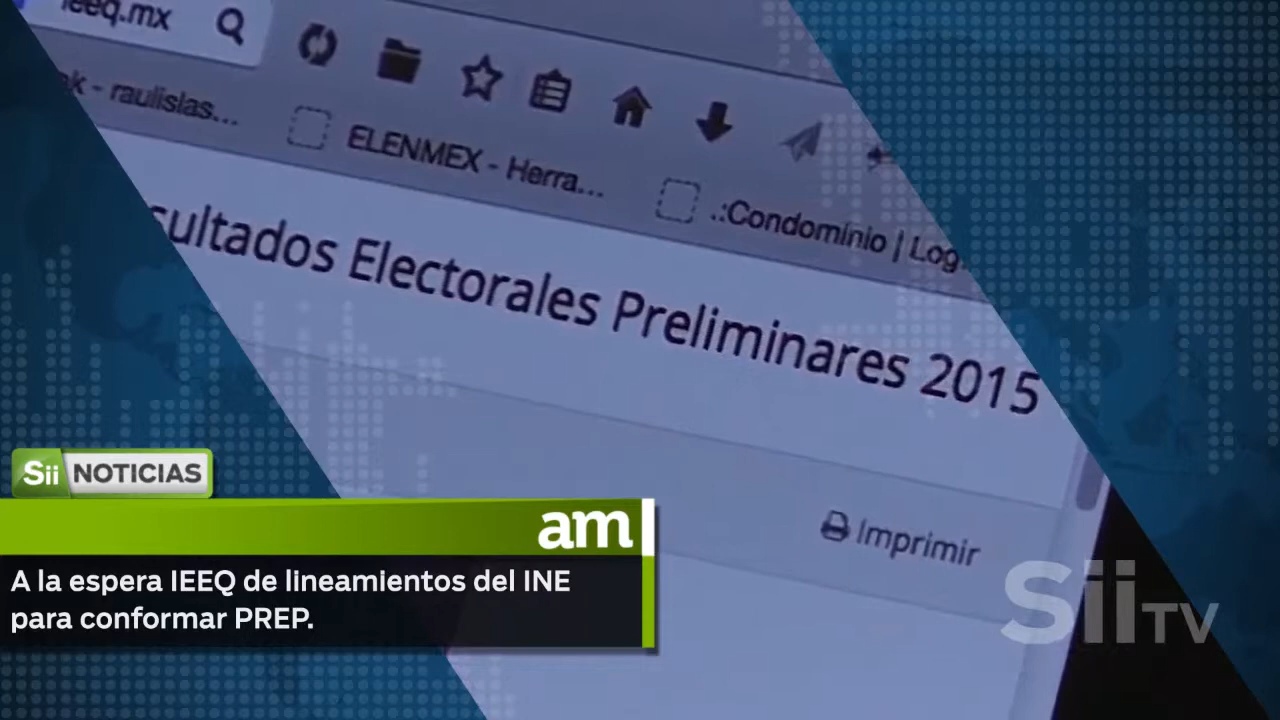 ieeq.mx
- raulislas...
ELENMEX - Herra...
.:Condominio | Log
sultados Electorales Preliminares 2015
Imprimir
Sii NOTICIAS
am
A la espera IEEQ de lineamientos del INE
para conformar PREP.
Sii TV